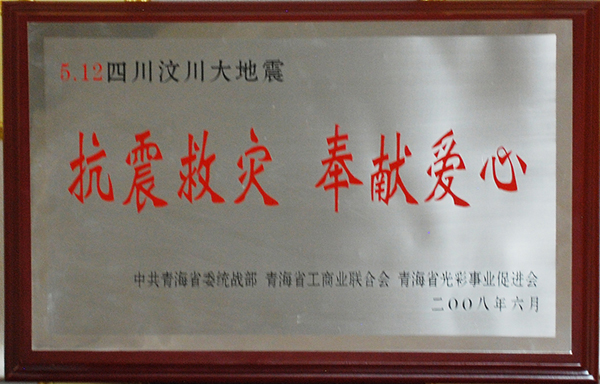 5.12四川汶川大地震
抗震救灾 奉献爱心
中共青海省委统战部 青海省工商业联合会 青海省光彩事业促进会
二00八年六月